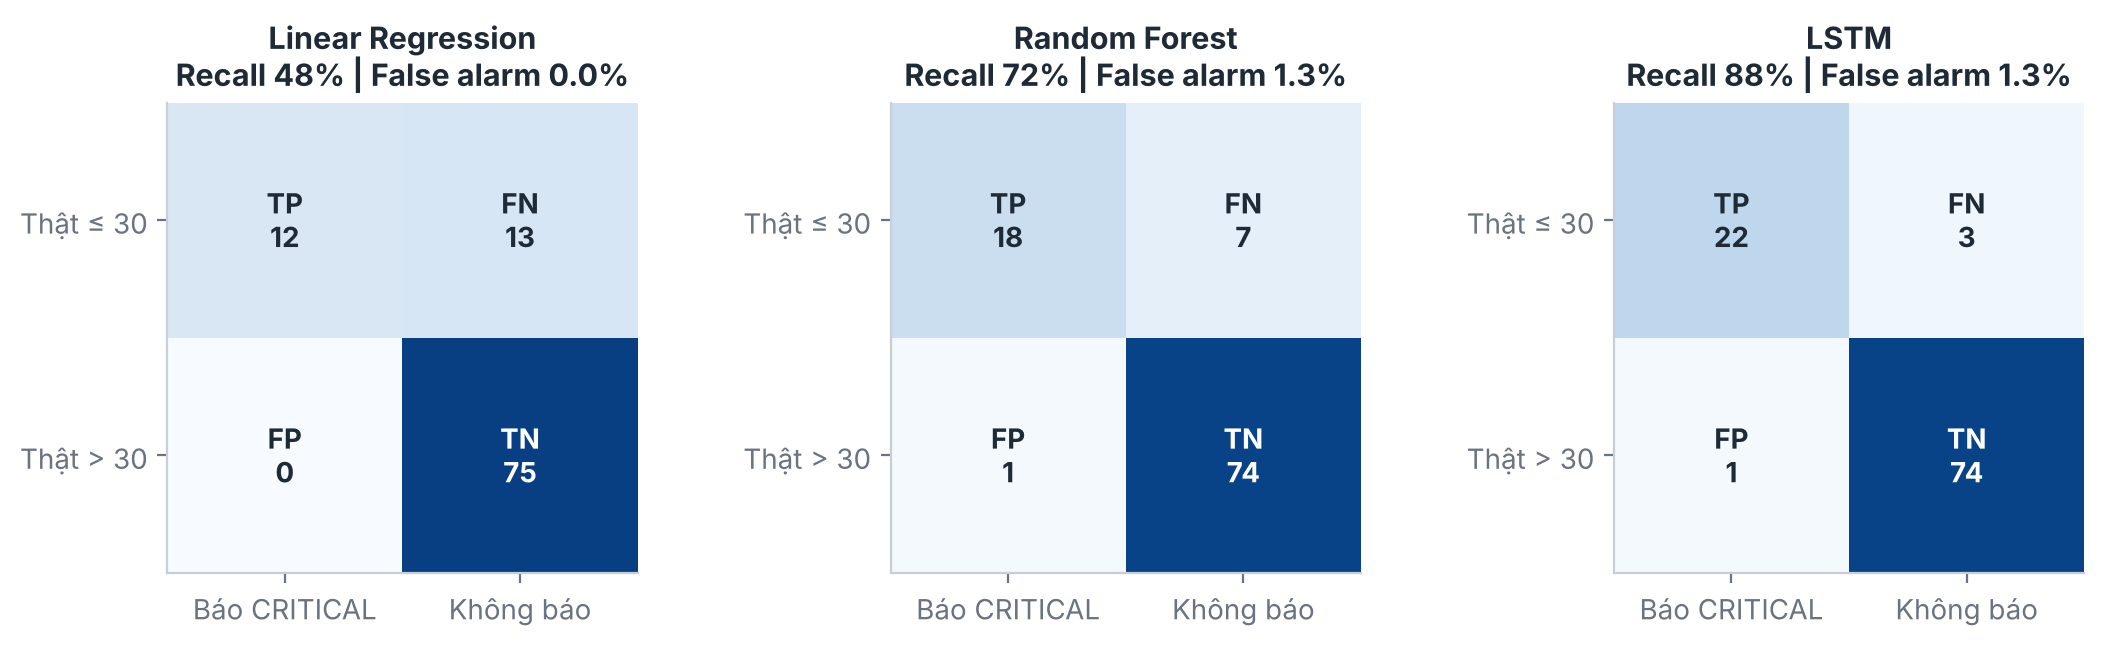 Linear Regression
Recall 48% | False alarm 0.0%
Thật ≤ 30
TP
12
FN
13
Thật > 30
FP
0
TN
75
Báo CRITICAL
Không báo
Random Forest
Recall 72% | False alarm 1.3%
Thật ≤ 30
TP
18
FN
7
Thật > 30
FP
1
TN
74
Báo CRITICAL
Không báo
LSTM
Recall 88% | False alarm 1.3%
Thật ≤ 30
TP
22
FN
3
Thật > 30
FP
1
TN
74
Báo CRITICAL
Không báo